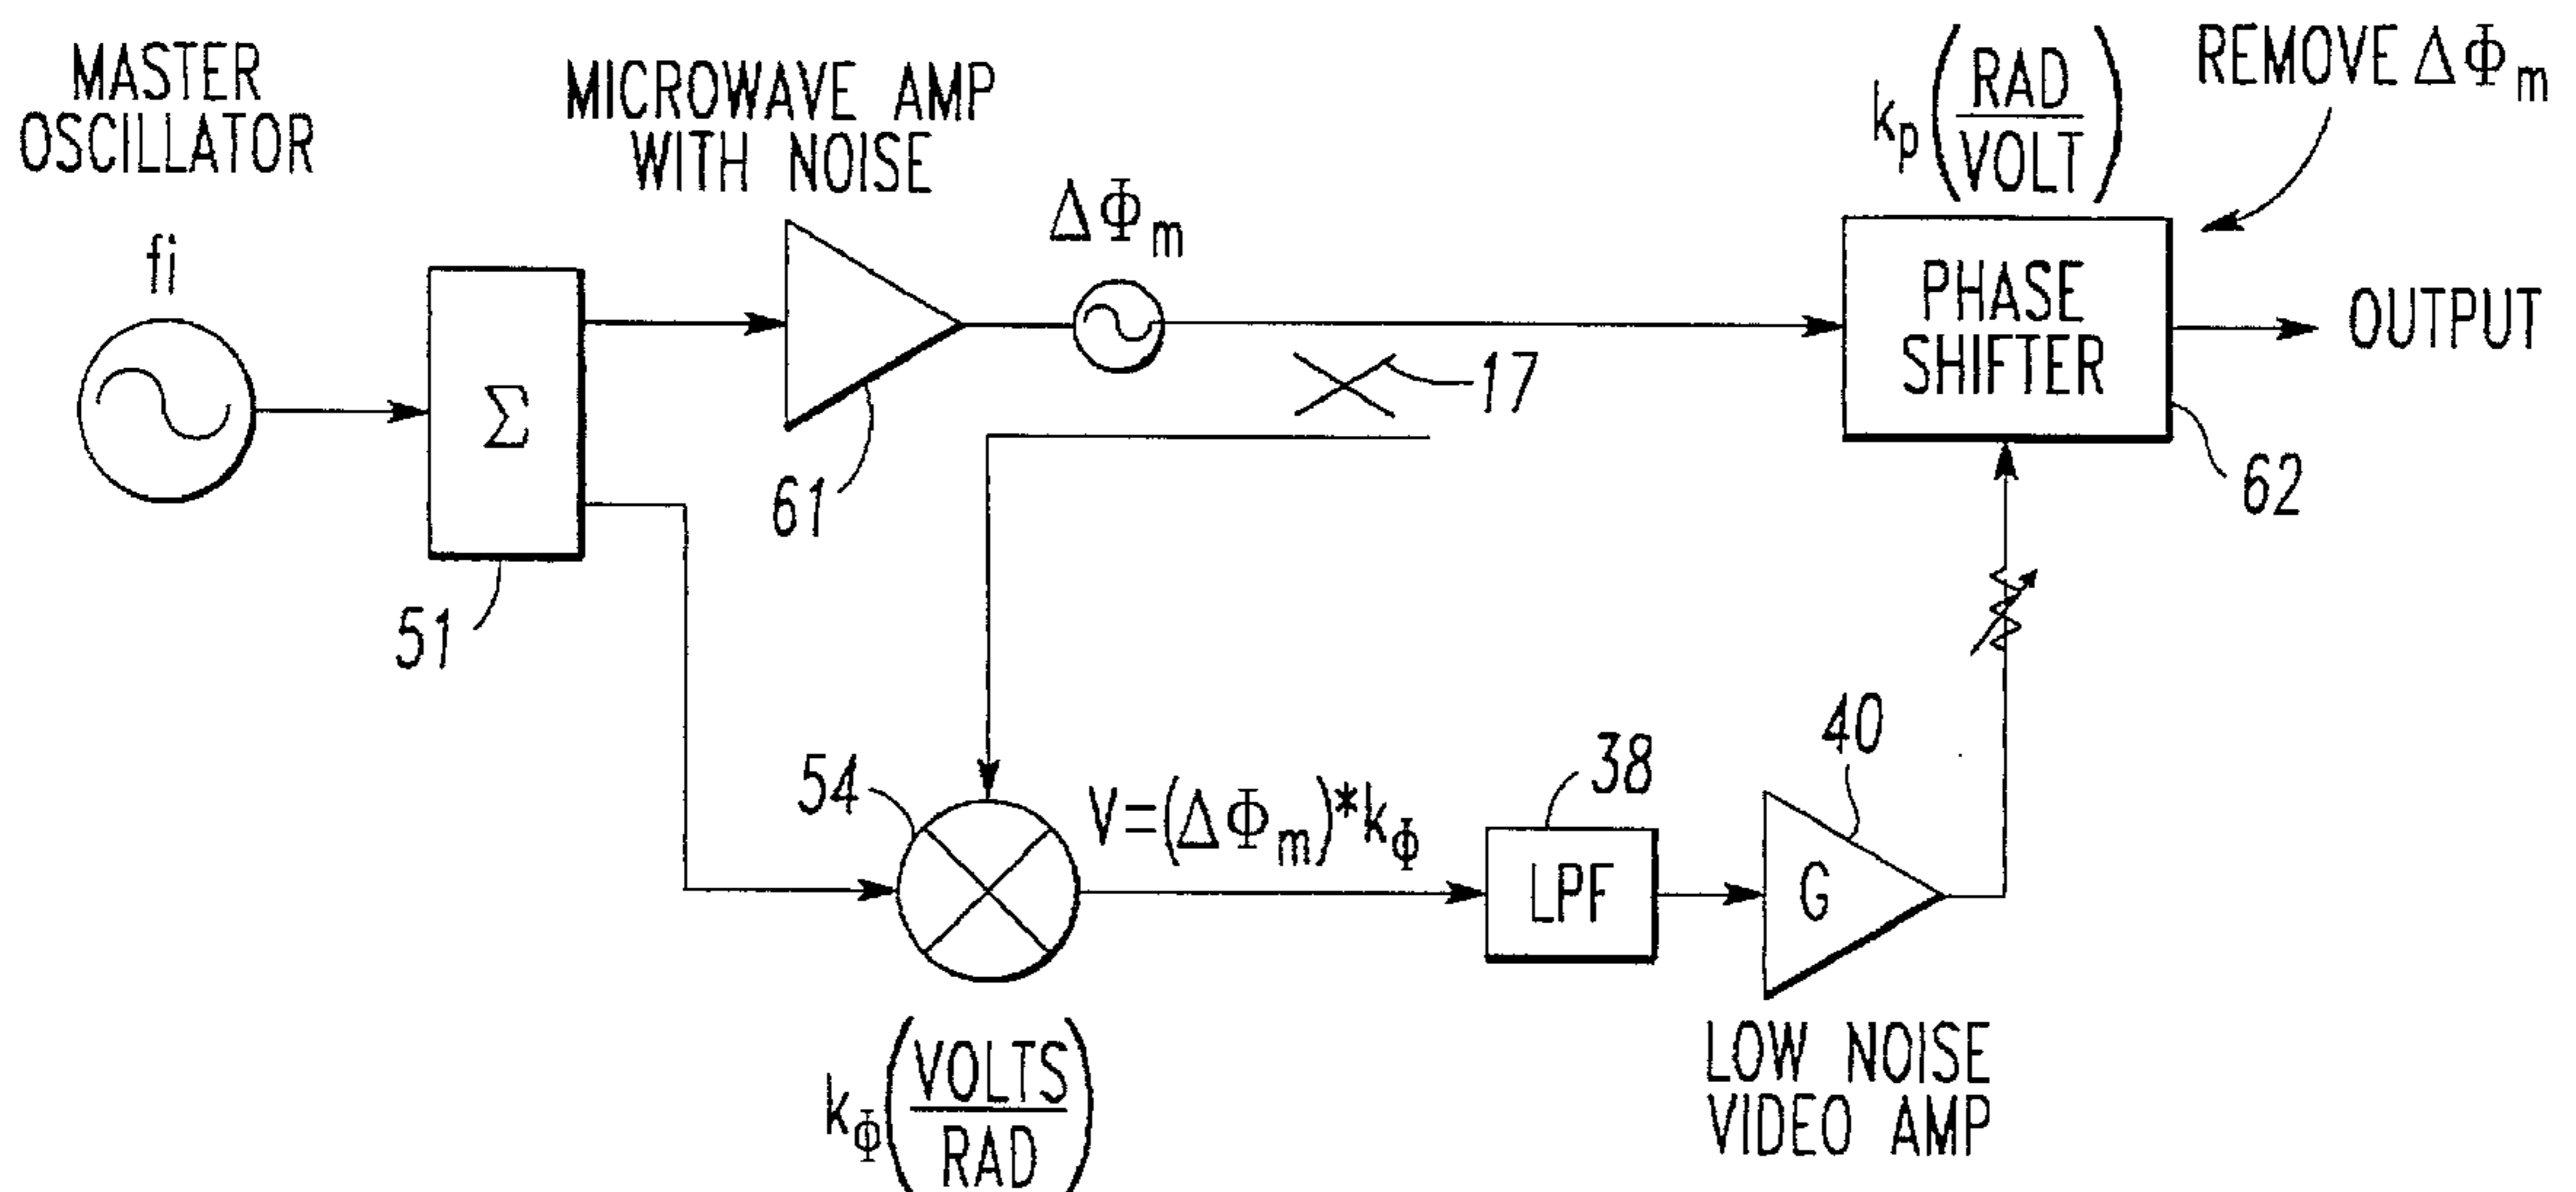 MASTER
OSCILLATOR
fi
Σ
51
MICROWAVE AMP
WITH NOISE
61
ΔΦm
17
kp(RAD/VOLT)
REMOVE ΔΦm
PHASE
SHIFTER
62
OUTPUT
54
V=(ΔΦm)*kΦ
kΦ(VOLTS/RAD)
38
LPF
40
G
LOW NOISE
VIDEO AMP